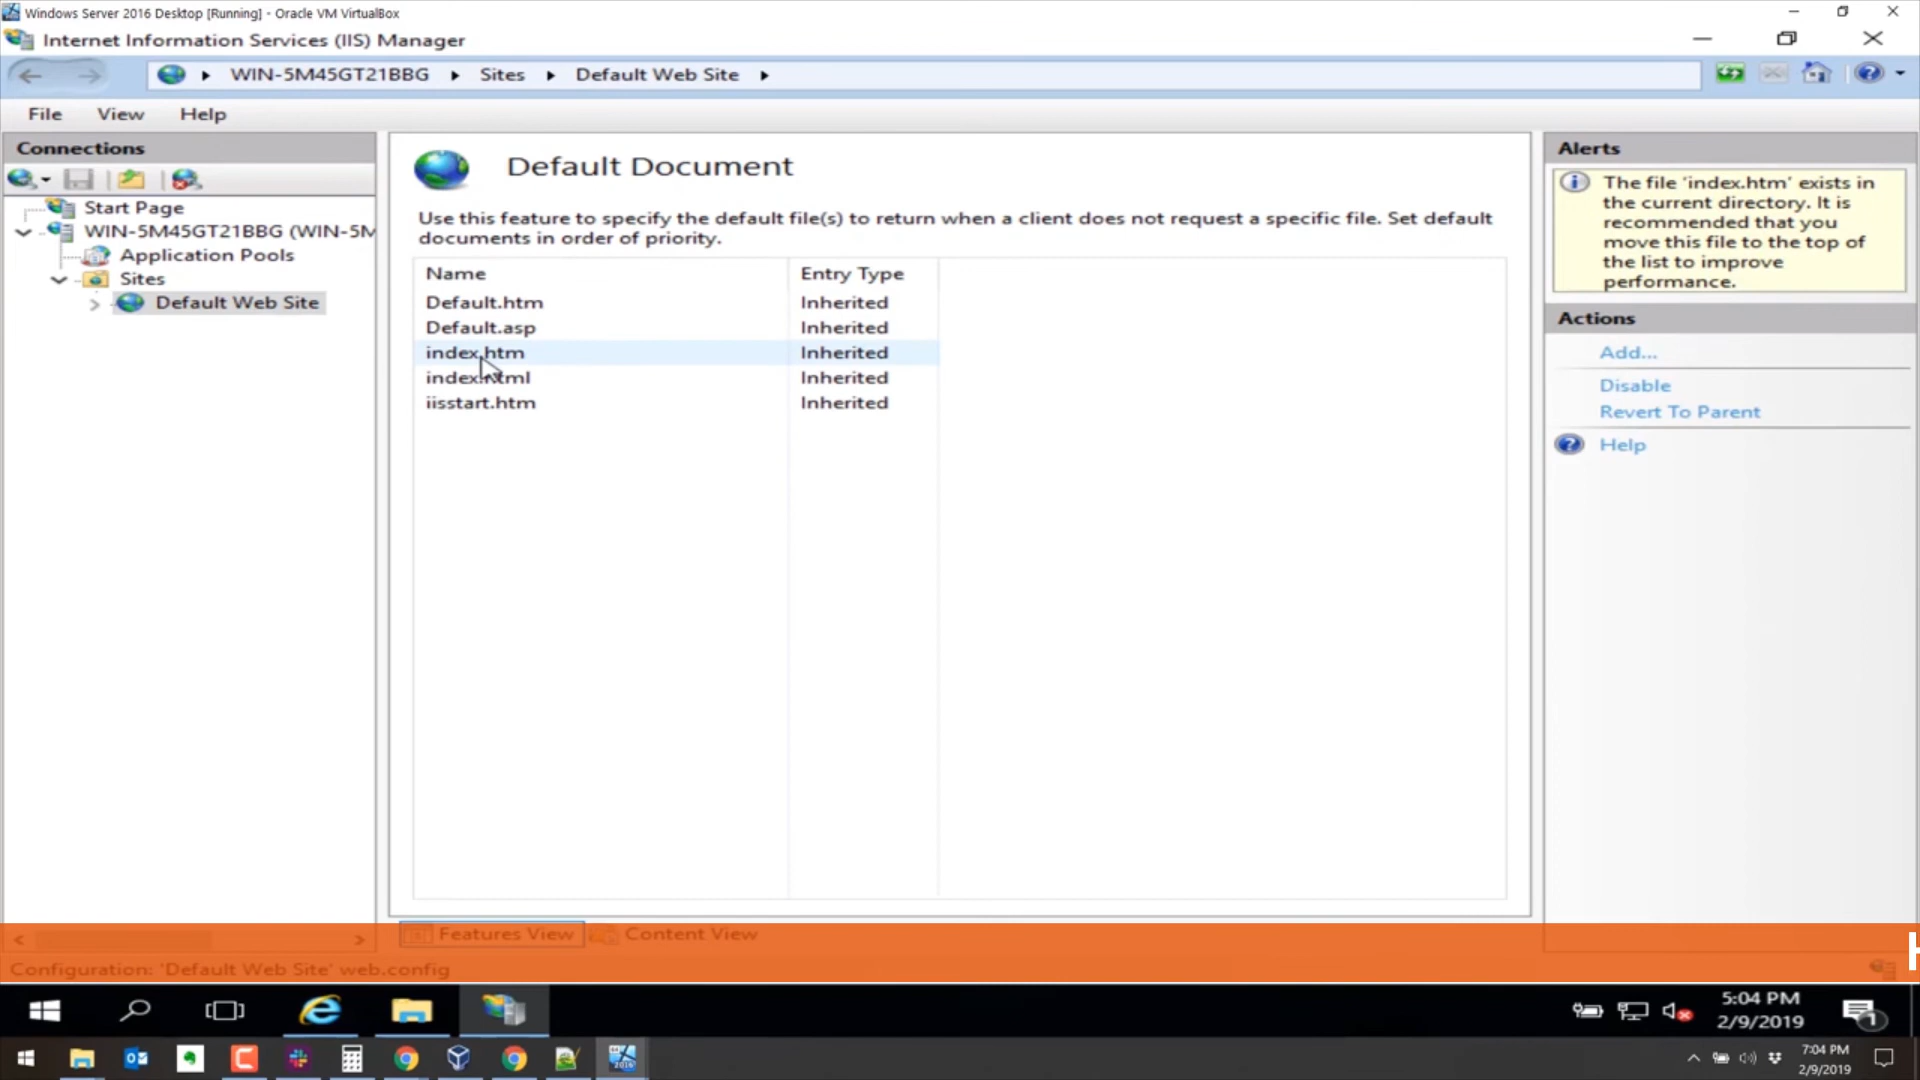 Windows Server 2016 Desktop [Running] - Oracle VM VirtualBox
Internet Information Services (IIS) Manager
WIN-5M45GT21BBG Sites Default Web Site
File View Help
Connections
Start Page
WIN-5M45GT21BBG (WIN-5M
Application Pools
Sites
Default Web Site
Default Document
Use this feature to specify the default file(s) to return when a client does not request a specific file. Set default
documents in order of priority.
Name Entry Type
Default.htm Inherited
Default.asp Inherited
index.htm Inherited
index.html Inherited
iisstart.htm Inherited
Features View Content View
Alerts
The file 'index.htm' exists in
the current directory. It is
recommended that you
move this file to the top of
the list to improve
performance.
Actions
Add...
Disable
Revert To Parent
Help
Configuration: 'Default Web Site' web.config
H
5:04 PM
2/9/2019
1
7:04 PM
2/9/2019